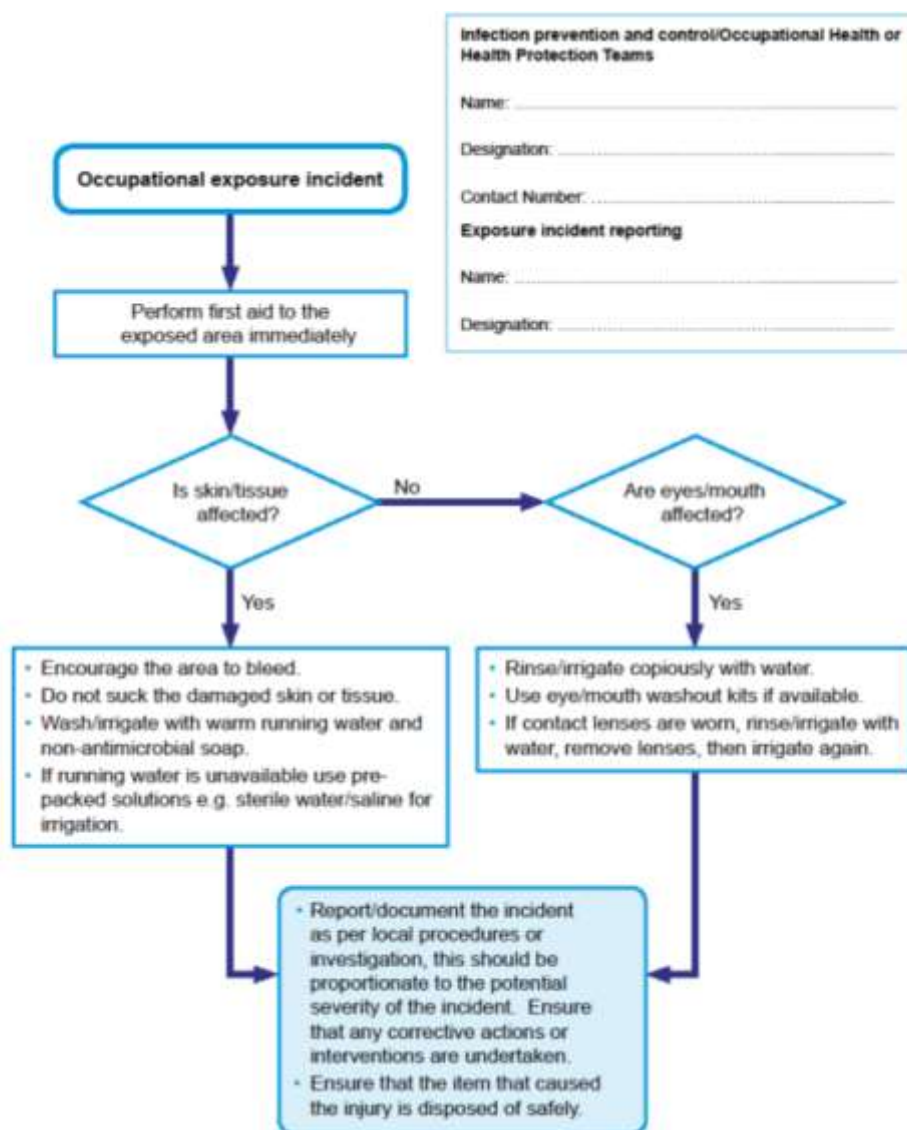 Infection prevention and control/Occupational Health or
Health Protection Teams
Name:
Designation:
Contact Number:
Exposure incident reporting
Name:
Designation:
Occupational exposure incident
Perform first aid to the
exposed area immediately
Is skin/tissue
affected?
No
Are eyes/mouth
affected?
Yes
Yes
• Encourage the area to bleed.
• Do not suck the damaged skin or tissue.
• Wash/irrigate with warm running water and
non-antimicrobial soap.
• If running water is unavailable use pre-
packed solutions e.g. sterile water/saline for
irrigation.
• Rinse/irrigate copiously with water.
• Use eye/mouth washout kits if available.
• If contact lenses are worn, rinse/irrigate with
water, remove lenses, then irrigate again.
• Report/document the incident
as per local procedures or
investigation, this should be
proportionate to the potential
severity of the incident. Ensure
that any corrective actions or
interventions are undertaken.
• Ensure that the item that caused
the injury is disposed of safely.